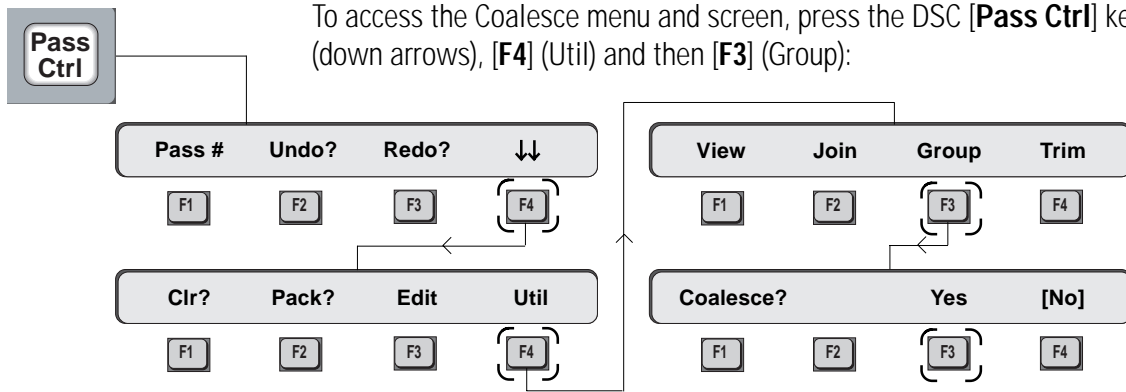 To access the Coalesce menu and screen, press the DSC [Pass Ctrl]
(down arrows), [F4] (Util) and then [F3] (Group):
Pass
Ctrl
Pass # Undo? Redo? ↓↓
F1 F2 F3 F4
Clr? Pack? Edit Util
F1 F2 F3 F4
View Join Group Trim
F1 F2 F3 F4
Coalesce? Yes [No]
F1 F2 F3 F4